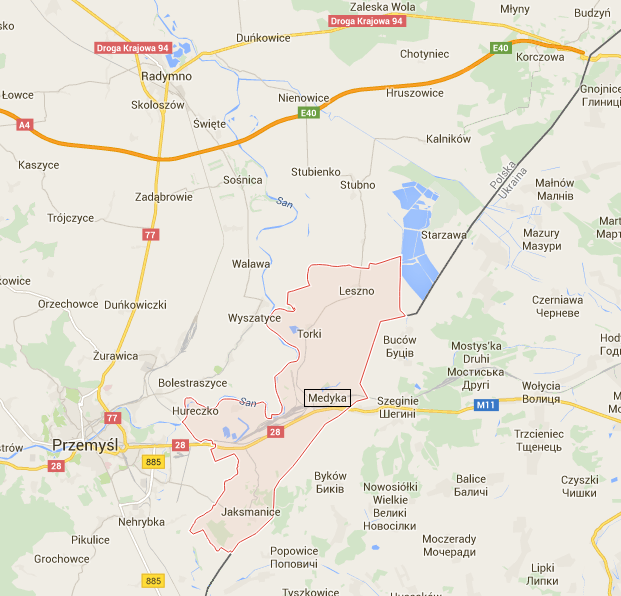 Zaleska Wola
Młyny
Budzyń
Droga Krajowa 94
Duńkowice
Droga Krajowa 94
Chotyniec
E40
Korczowa
Radymno
Łowce
Skołoszów
Nienowice
Hruszowice
Gnojnice
Глиниці
E40
A4
Święte
Kalników
Kaszyce
Stubienko
Sośnica
Stubno
Polska
Ukraina
Małnów
Малнів
Zadąbrowie
San
Trójczyce
77
Starzawa
Mazury
Мазури
Walawa
Leszno
Orzechowce
Duńkowiczki
Wyszatyce
Czerniawa
Черневе
Torki
Buców
Буців
Mostys'ka
Druhi
Мостиська
Другі
Żurawica
Bolestraszyce
Wołycia
Волиця
San
Medyka
Szeginie
Шегині
M11
Hureczko
77
28
Przemyśl
28
Trzcieniec
Тщенець
28
885
Byków
Биків
Nowosiółki
Wielkie
Великі
Новосілки
Balice
Баличі
Czyszki
Чишки
Jaksmanice
Nehrybka
Pikulice
Moczerady
Мочеради
Grochowce
Popowice
Поповичі
Lipki
Липки
885
Tyszkowice